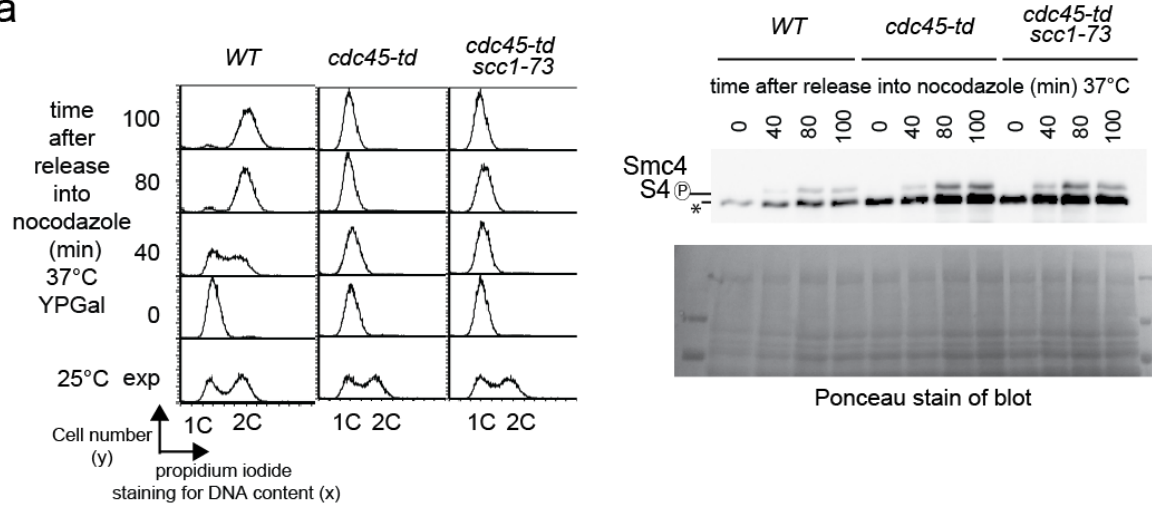 a
WT
cdc45-td
cdc45-td
scc1-73
time
after
release
into
nocodazole
(min)
37°C
YPGal
100
80
40
0
25°C exp
1C 2C
1C 2C
1C 2C
Cell number
(y)
propidium iodide
staining for DNA content (x)
WT
cdc45-td
cdc45-td
scc1-73
time after release into nocodazole (min) 37°C
0 40 80 100 0 40 80 100 0 40 80 100
Smc4
S4 Ⓟ
*
Ponceau stain of blot